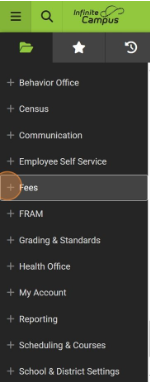 Infinite
Campus
+ Behavior Office
+ Census
+ Communication
+ Employee Self Service
+ Fees
+ FRAM
+ Grading & Standards
+ Health Office
+ My Account
+ Reporting
+ Scheduling & Courses
+ School & District Settings